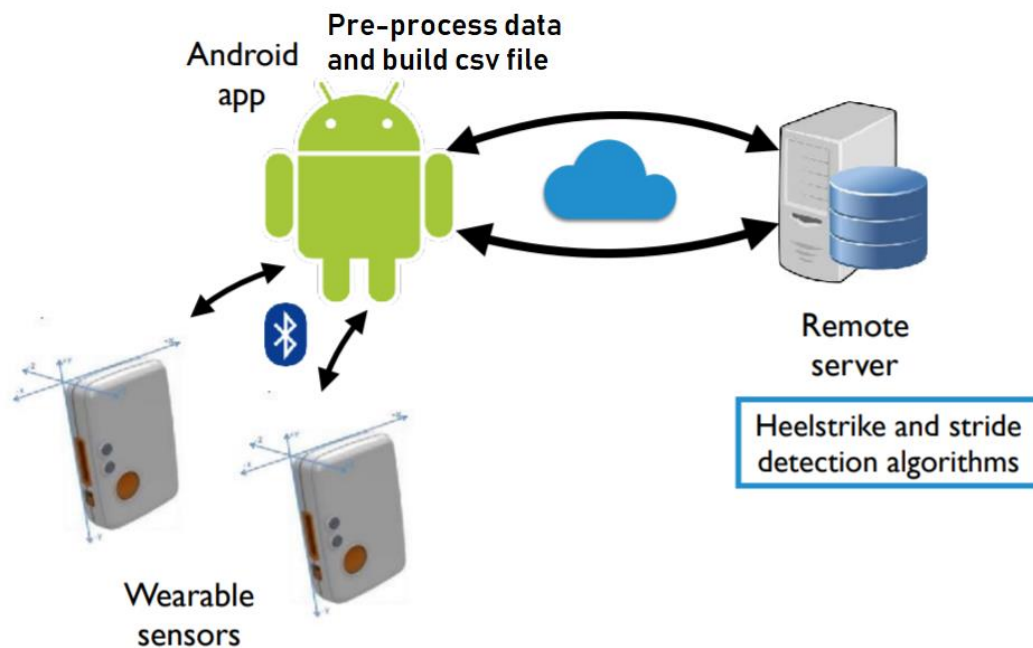 Pre-process data
and build csv file
Android
app
Remote
server
Heelstrike and stride
detection algorithms
Wearable
sensors